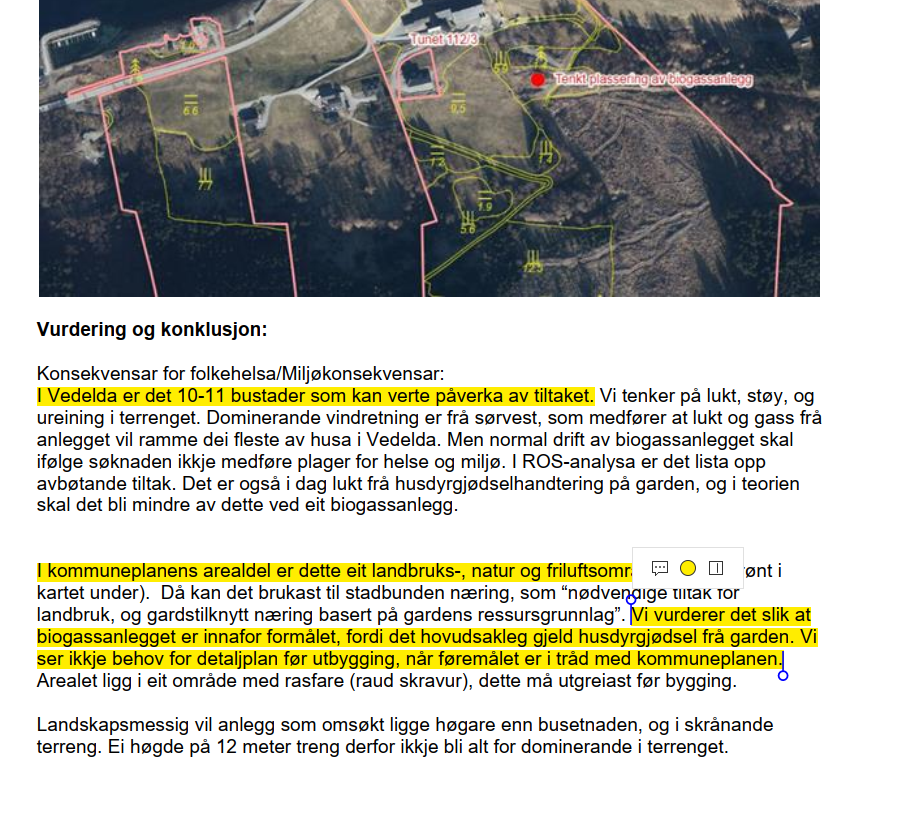 Tunet 112/3
Tenkt plassering av biogassanlegg
6.6
9,5
7.7
7.2
1.9
5.6
12.3
Vurdering og konklusjon:
Konsekvensar for folkehelsa/Miljøkonsekvensar:
I Vedelda er det 10-11 bustader som kan verte påverka av tiltaket. Vi tenker på lukt, støy, og
ureining i terrenget. Dominerande vindretning er frå sørvest, som medfører at lukt og gass frå
anlegget vil ramme dei fleste av husa i Vedelda. Men normal drift av biogassanlegget skal
ifølge søknaden ikkje medføre plager for helse og miljø. I ROS-analysa er det lista opp
avbøtande tiltak. Det er også i dag lukt frå husdyrgjødselhandtering på garden, og i teorien
skal det bli mindre av dette ved eit biogassanlegg.
I kommuneplanens arealdel er dette eit landbruks-, natur og friluftsområ ønt i
kartet under). Då kan det brukast til stadbunden næring, som “nødvendige tiltak for
landbruk, og gardstilknytt næring basert på gardens ressursgrunnlag”. Vi vurderer det slik at
biogassanlegget er innafor formålet, fordi det hovudsakleg gjeld husdyrgjødsel frå garden. Vi
ser ikkje behov for detaljplan før utbygging, når føremålet er i tråd med kommuneplanen.
Arealet ligg i eit område med rasfare (raud skravur), dette må utgreiast før bygging.
Landskapsmessig vil anlegg som omsøkt ligge høgare enn busetnaden, og i skrånande
terreng. Ei høgde på 12 meter treng derfor ikkje bli alt for dominerande i terrenget.